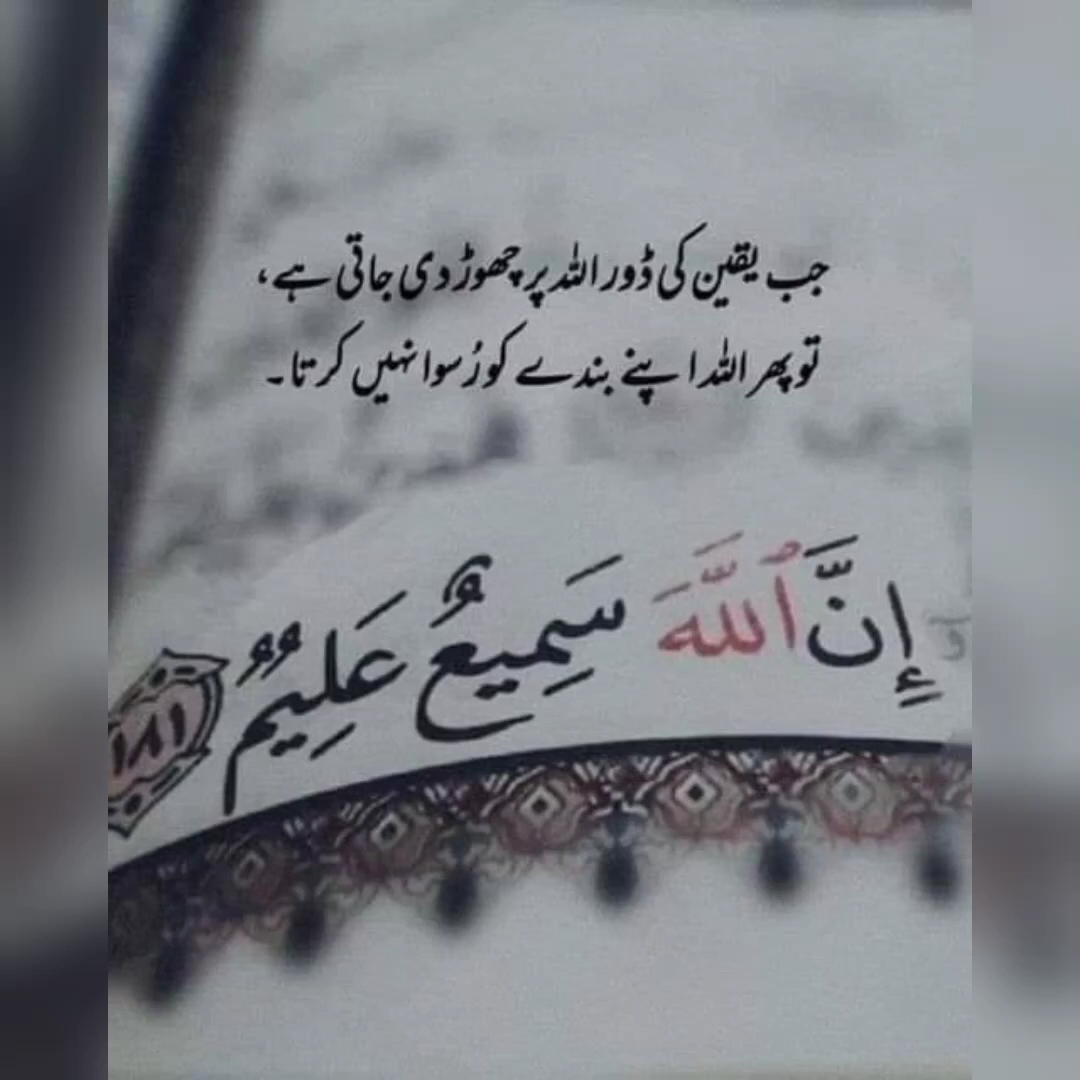 جب یقین کی ڈور اللہ پر چھوڑ دی جاتی ہے،
تو پھر اللہ اپنے بندے کو رُسوا نہیں کرتا۔
إِنَّ ٱللَّهَ سَمِيعٌ عَلِيمٌ ١٨١